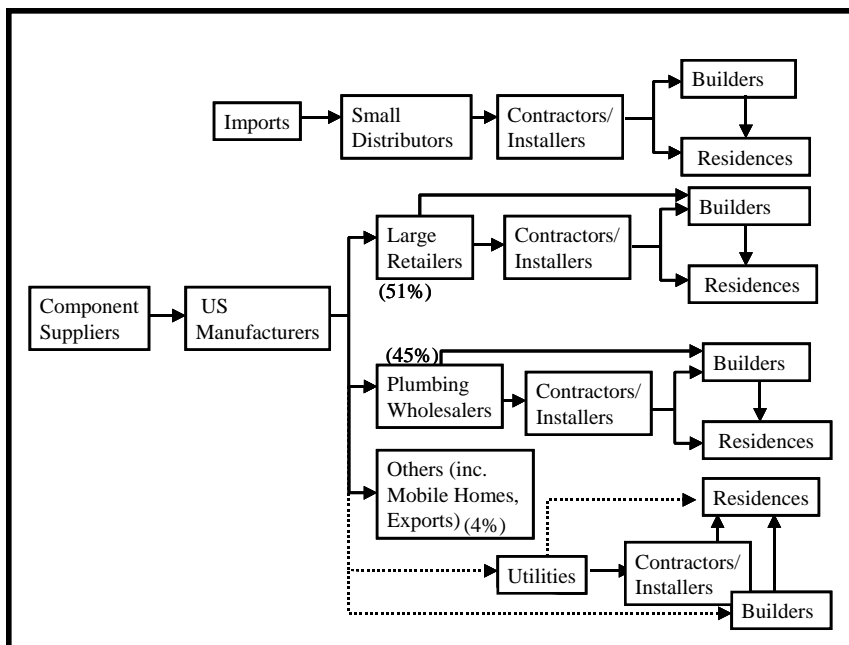 Imports
Small
Distributors
Contractors/
Installers
Builders
Residences
Large
Retailers
(51%)
Contractors/
Installers
Builders
Residences
Component
Suppliers
US
Manufacturers
(45%)
Plumbing
Wholesalers
Contractors/
Installers
Builders
Residences
Others (inc.
Mobile Homes,
Exports) (4%)
Residences
Utilities
Contractors/
Installers
Builders